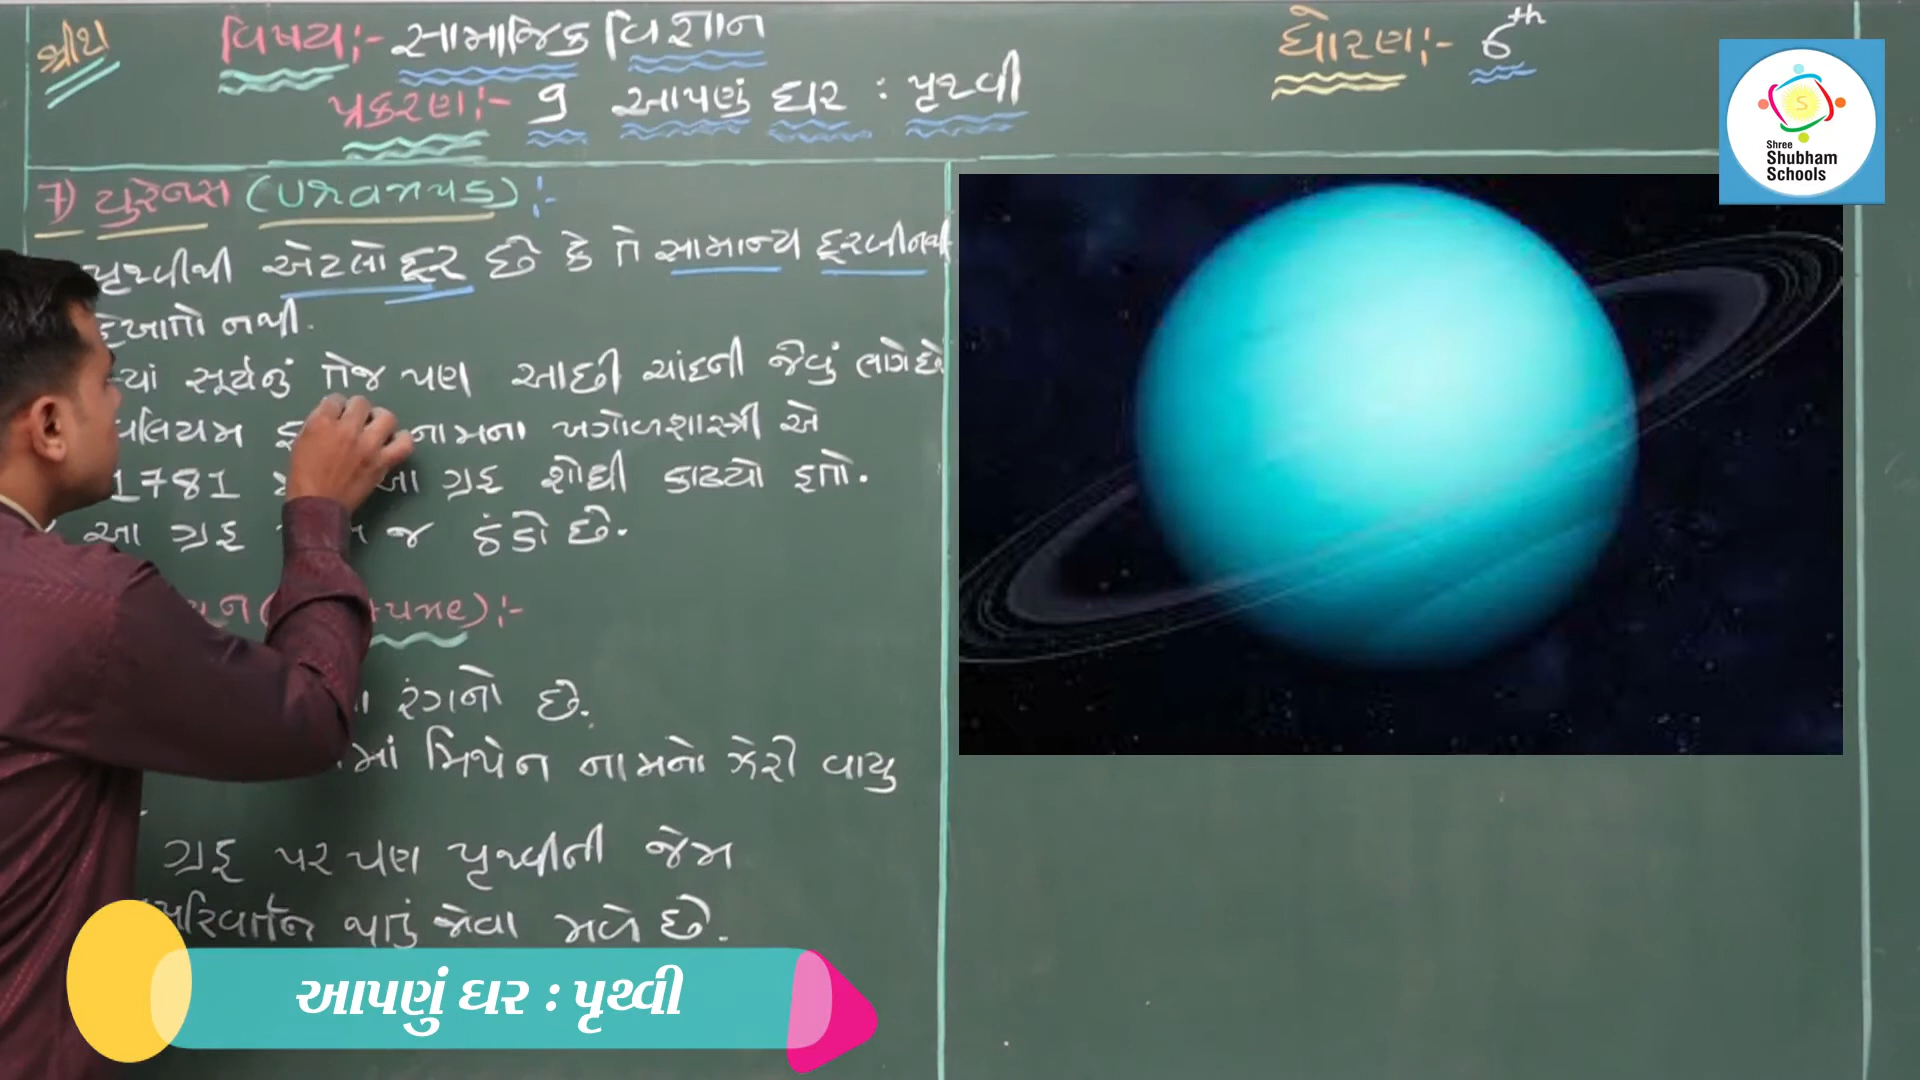 શ્રીશ
વિષય:- સામાજિક વિજ્ઞાન
ધોરણ:- 6th
પ્રકરણ:- 9 આપણું ઘર : પૃથ્વી
Shree
Shubham
Schools
7) યુરેનસ
પૃથ્વીથી એટલો દૂર છે કે તે સામાન્ય દૂરબીનથી
દેખાતો નથી.
ત્યાં સૂર્યનું તેજ પણ આછી ચાંદની જેવું લાગે છે
વિલિયમ નામના ખગોળશાસ્ત્રી એ
1781 આ ગ્રહ શોધી કાઢ્યો હતો.
આ ગ્રહ જ ઠંડો છે.
રંગનો છે.
માં મિથેન નામનો ઝેરી વાયુ
ગ્રહ પર પણ પૃથ્વીની જેમ
પરિવર્તન થતું જોવા મળે છે.
આપણું ઘર : પૃથ્વી